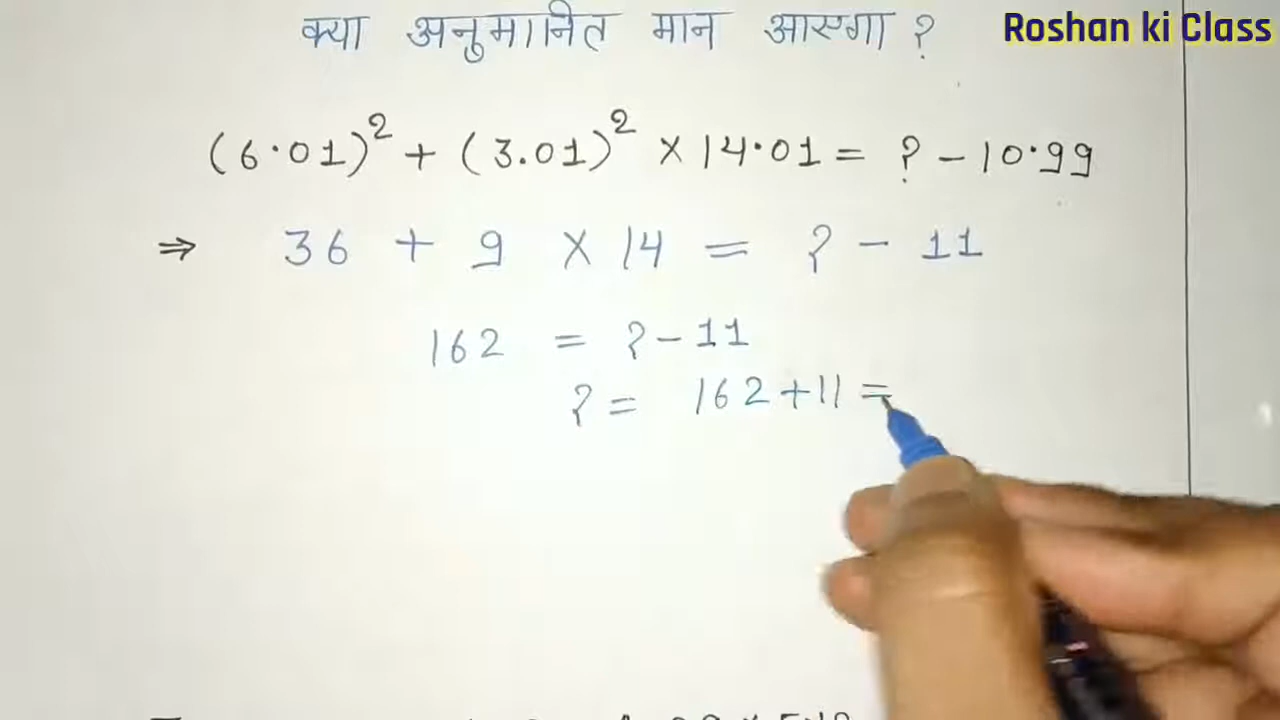 क्या अनुमानित मान आएगा ?
Roshan ki Class
(6.01)² + (3.01)² × 14.01 = ? - 10.99
⇒ 36 + 9 × 14 = ? - 11
162 = ? - 11
? = 162 + 11 =